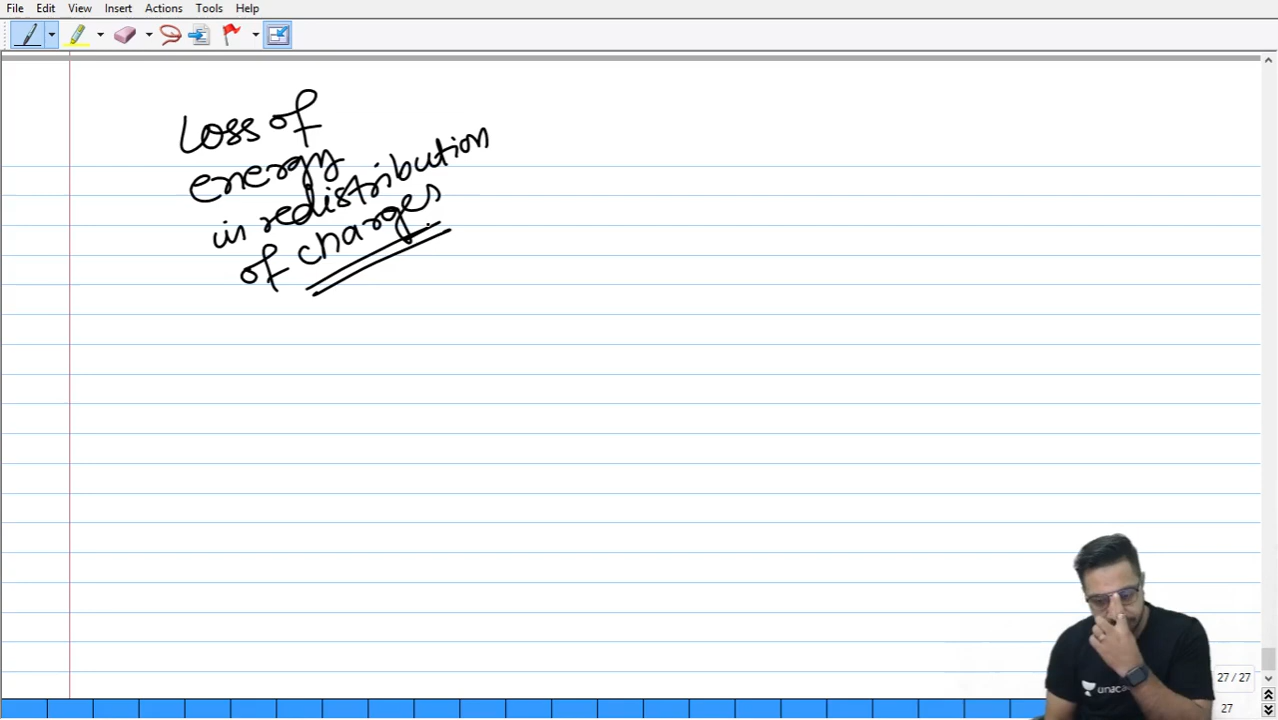 File Edit View Insert Actions Tools Help
Loss of
energy
in redistribution
of charges
27 / 27
27